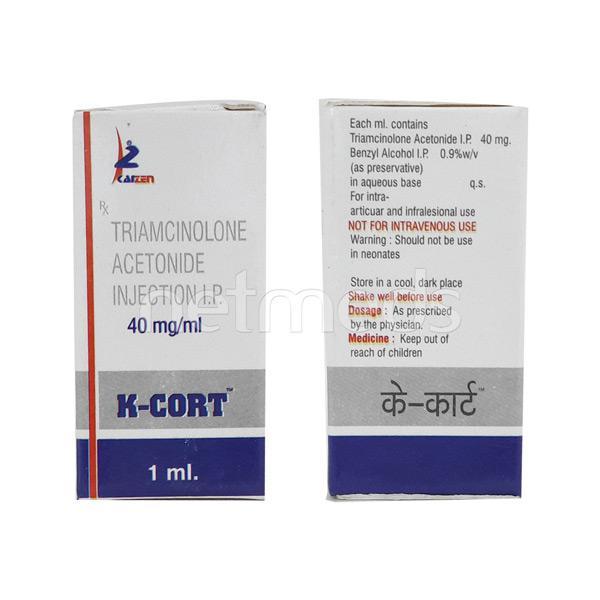 KAIZEN
Rx
TRIAMCINOLONE
ACETONIDE
INJECTION I.P.
40 mg/ml
K-CORT™
1 ml.
Each ml. contains
Triamcinolone Acetonide I.P. 40 mg.
Benzyl Alcohol I.P. 0.9%w/v
(as preservative)
in aqueous base q.s.
For intra-
articuar and infralesional use
NOT FOR INTRAVENOUS USE
Warning : Should not be use
in neonates
Store in a cool, dark place
Shake well before use
Dosage : As prescribed
by the physician.
Medicine : Keep out of
reach of children
के-कार्ट™
netmeds